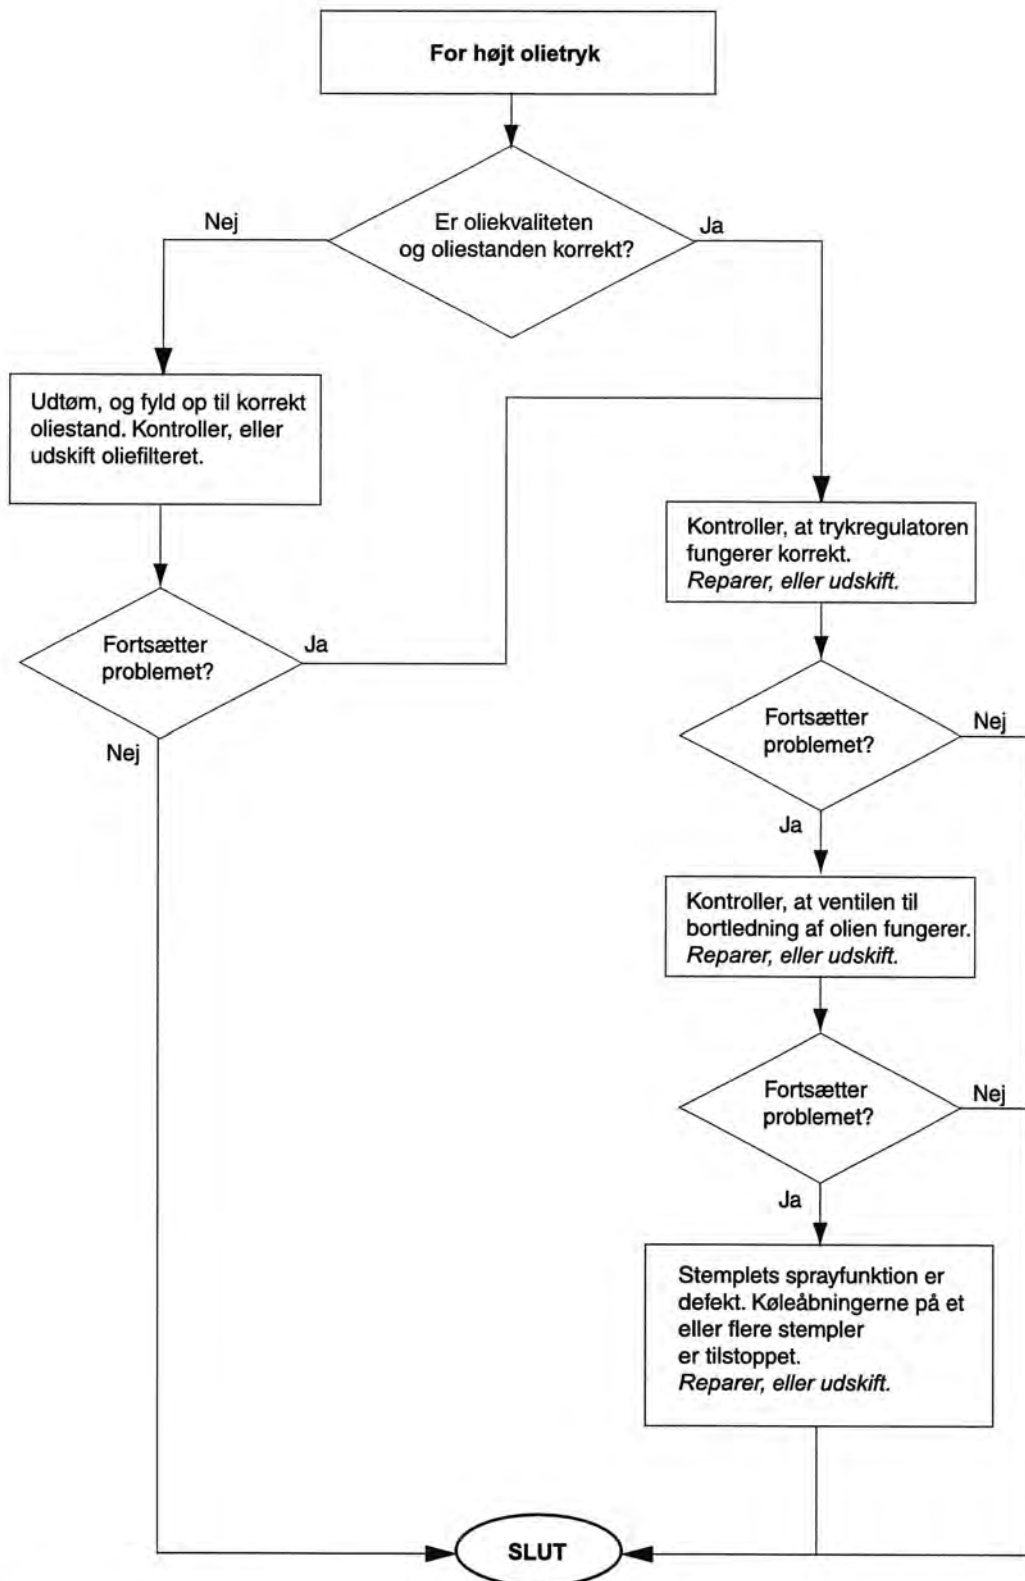 For højt olietryk
Er oliekvaliteten
og oliestanden korrekt?
Nej
Ja
Udtøm, og fyld op til korrekt
oliestand. Kontroller, eller
udskift oliefilteret.
Fortsætter
problemet?
Ja
Nej
Kontroller, at trykregulatoren
fungerer korrekt.
Reparer, eller udskift.
Fortsætter
problemet?
Nej
Ja
Kontroller, at ventilen til
bortledning af olien fungerer.
Reparer, eller udskift.
Fortsætter
problemet?
Nej
Ja
Stemplets sprayfunktion er
defekt. Køleåbningerne på et
eller flere stempler
er tilstoppet.
Reparer, eller udskift.
SLUT